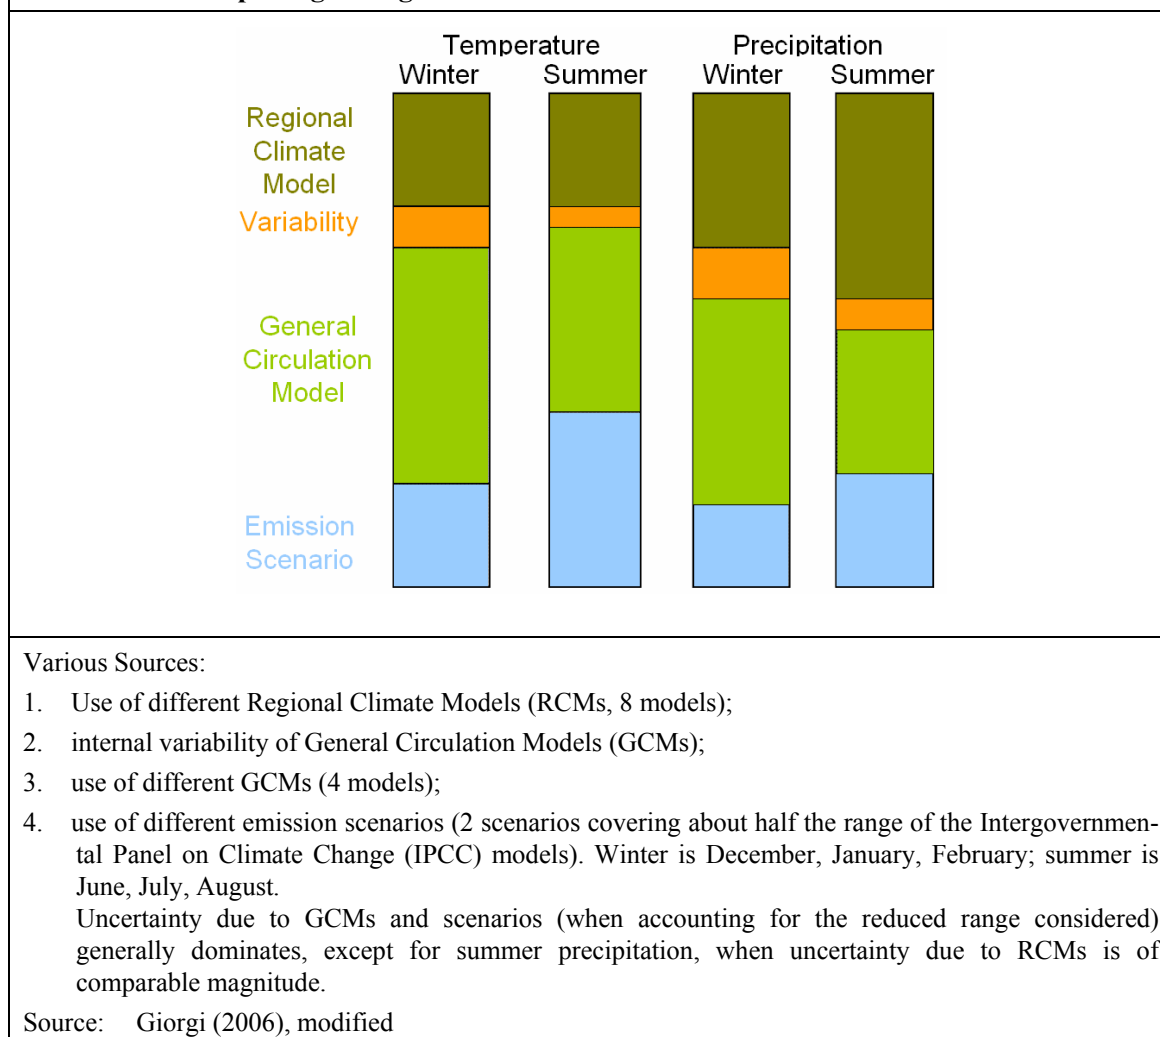 Temperature Precipitation
Winter Summer Winter Summer
Regional
Climate
Model
Variability
General
Circulation
Model
Emission
Scenario
Various Sources:
1. Use of different Regional Climate Models (RCMs, 8 models);
2. internal variability of General Circulation Models (GCMs);
3. use of different GCMs (4 models);
4. use of different emission scenarios (2 scenarios covering about half the range of the Intergovernmen-
tal Panel on Climate Change (IPCC) models). Winter is December, January, February; summer is
June, July, August.
Uncertainty due to GCMs and scenarios (when accounting for the reduced range considered)
generally dominates, except for summer precipitation, when uncertainty due to RCMs is of
comparable magnitude.
Source: Giorgi (2006), modified